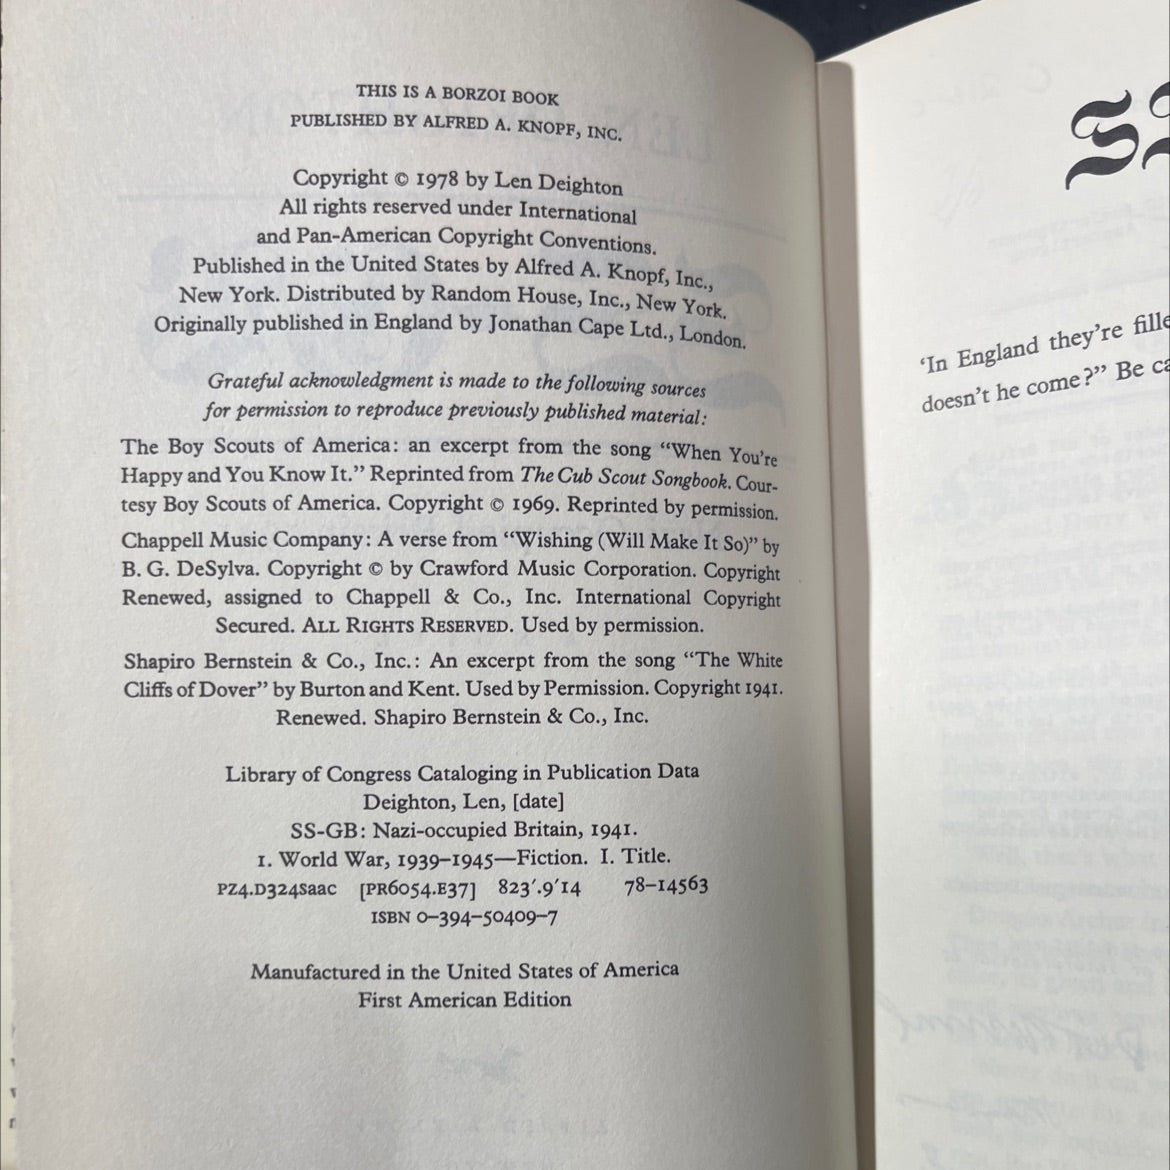 THIS IS A BORZOI BOOK
PUBLISHED BY ALFRED A. KNOPF, INC.
Copyright © 1978 by Len Deighton
All rights reserved under International
and Pan-American Copyright Conventions.
Published in the United States by Alfred A. Knopf, Inc.,
New York. Distributed by Random House, Inc., New York.
Originally published in England by Jonathan Cape Ltd., London.
Grateful acknowledgment is made to the following sources
for permission to reproduce previously published material:
The Boy Scouts of America: an excerpt from the song “When You’re
Happy and You Know It.” Reprinted from The Cub Scout Songbook. Cour-
tesy Boy Scouts of America. Copyright © 1969. Reprinted by permission.
Chappell Music Company: A verse from “Wishing (Will Make It So)” by
B. G. DeSylva. Copyright © by Crawford Music Corporation. Copyright
Renewed, assigned to Chappell & Co., Inc. International Copyright
Secured. ALL RIGHTS RESERVED. Used by permission.
Shapiro Bernstein & Co., Inc.: An excerpt from the song “The White
Cliffs of Dover” by Burton and Kent. Used by Permission. Copyright 1941.
Renewed. Shapiro Bernstein & Co., Inc.
Library of Congress Cataloging in Publication Data
Deighton, Len, [date]
SS-GB: Nazi-occupied Britain, 1941.
1. World War, 1939–1945—Fiction. I. Title.
PZ4.D324Saac [PR6054.E37] 823′.9′14 78–14563
ISBN 0–394–50409–7
Manufactured in the United States of America
First American Edition
‘In England they’re fille
doesn’t he come?” Be ca